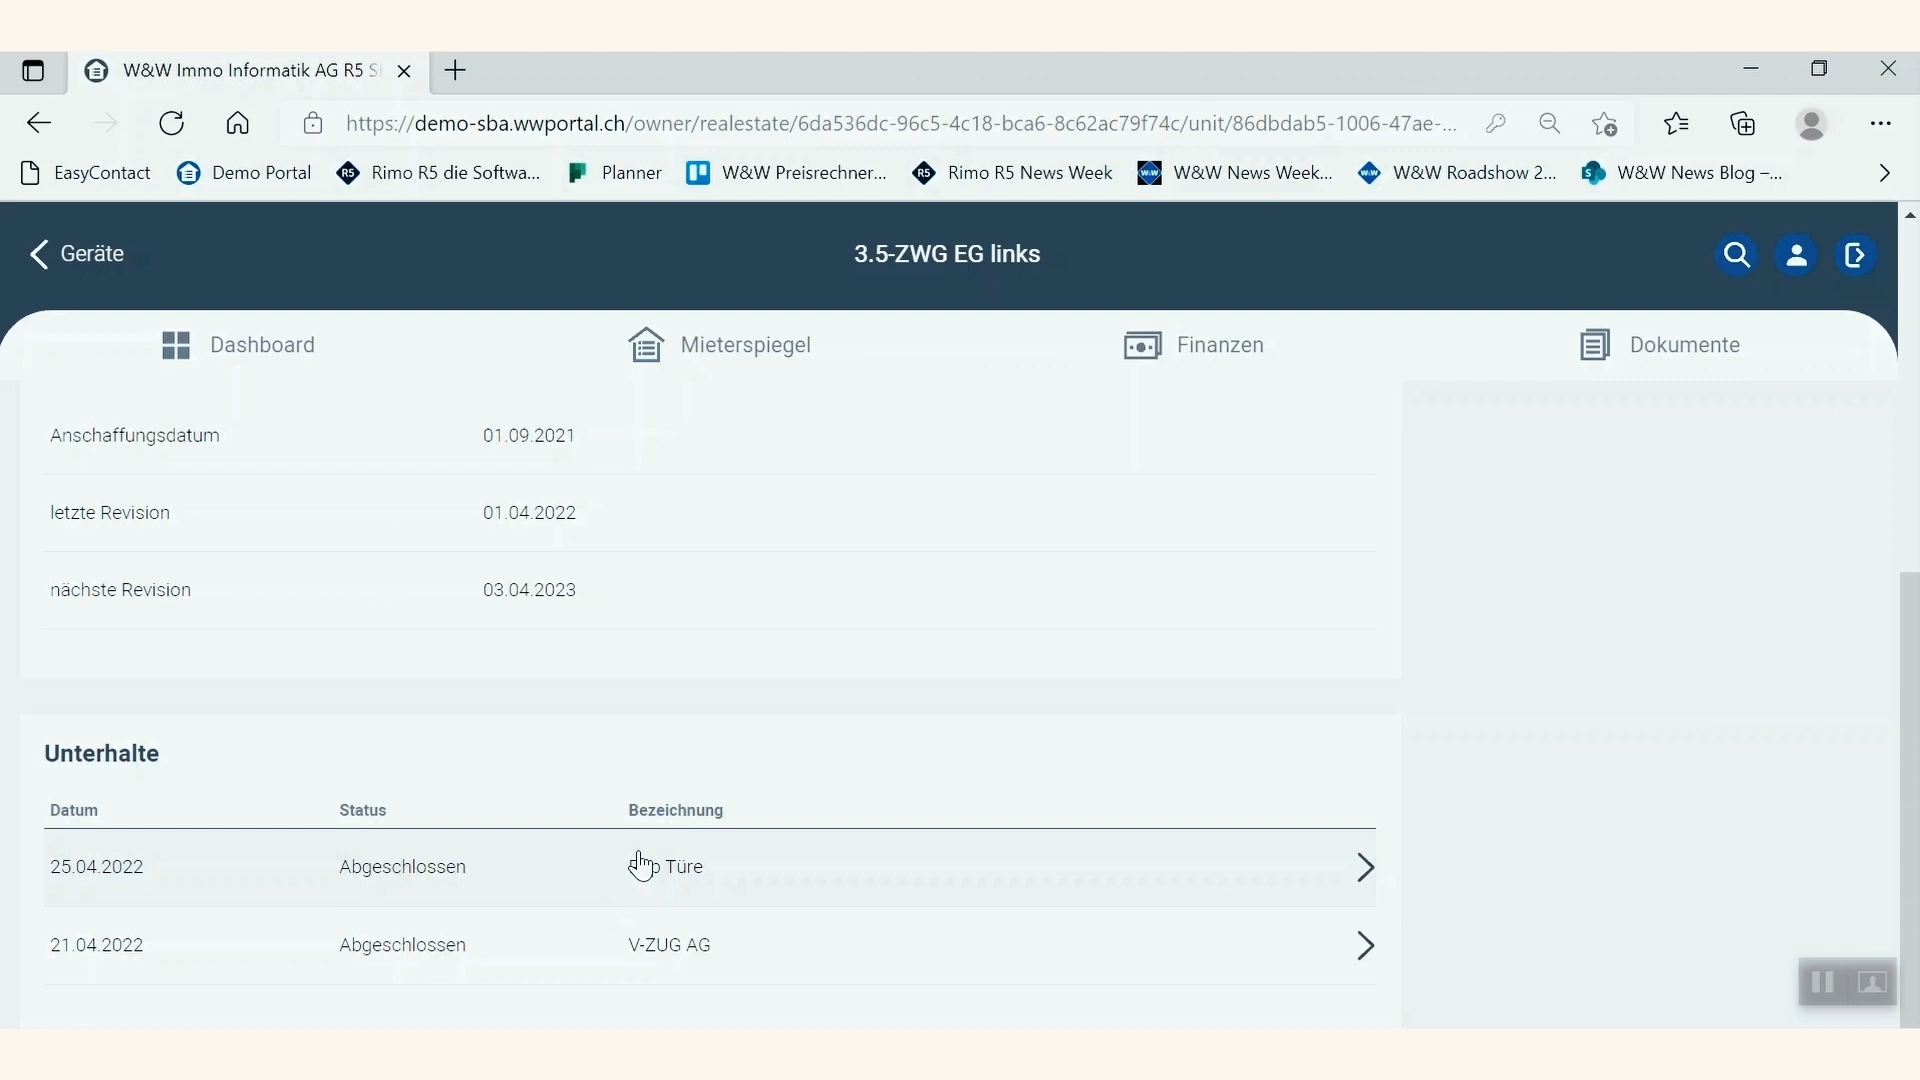 W&W Immo Informatik AG R5
https://demo-sba.wwportal.ch/owner/realestate/6da536dc-96c5-4c18-bca6-8c62ac79f74c/unit/86dbdab5-1006-47ae-...
EasyContact Demo Portal Rimo R5 die Softwa... Planner W&W Preisrechner... Rimo R5 News Week W&W News Week... W&W Roadshow 2... W&W News Blog –...
Geräte 3.5-ZWG EG links
Dashboard Mieterspiegel Finanzen Dokumente
Anschaffungsdatum 01.09.2021
letzte Revision 01.04.2022
nächste Revision 03.04.2023
Unterhalte
Datum Status Bezeichnung
25.04.2022 Abgeschlossen Türe
21.04.2022 Abgeschlossen V-ZUG AG